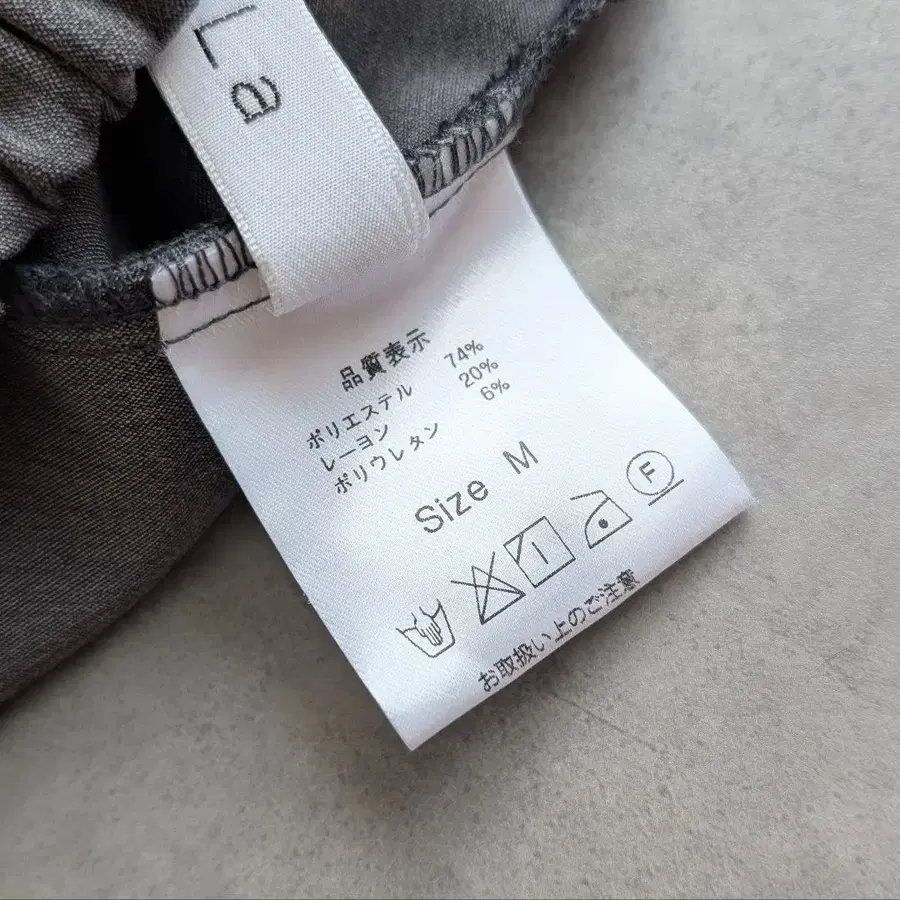 La
品質表示
ポリエステル 74%
レーヨン 20%
ポリウレタン 6%
Size M
F
お取扱い上のご注意